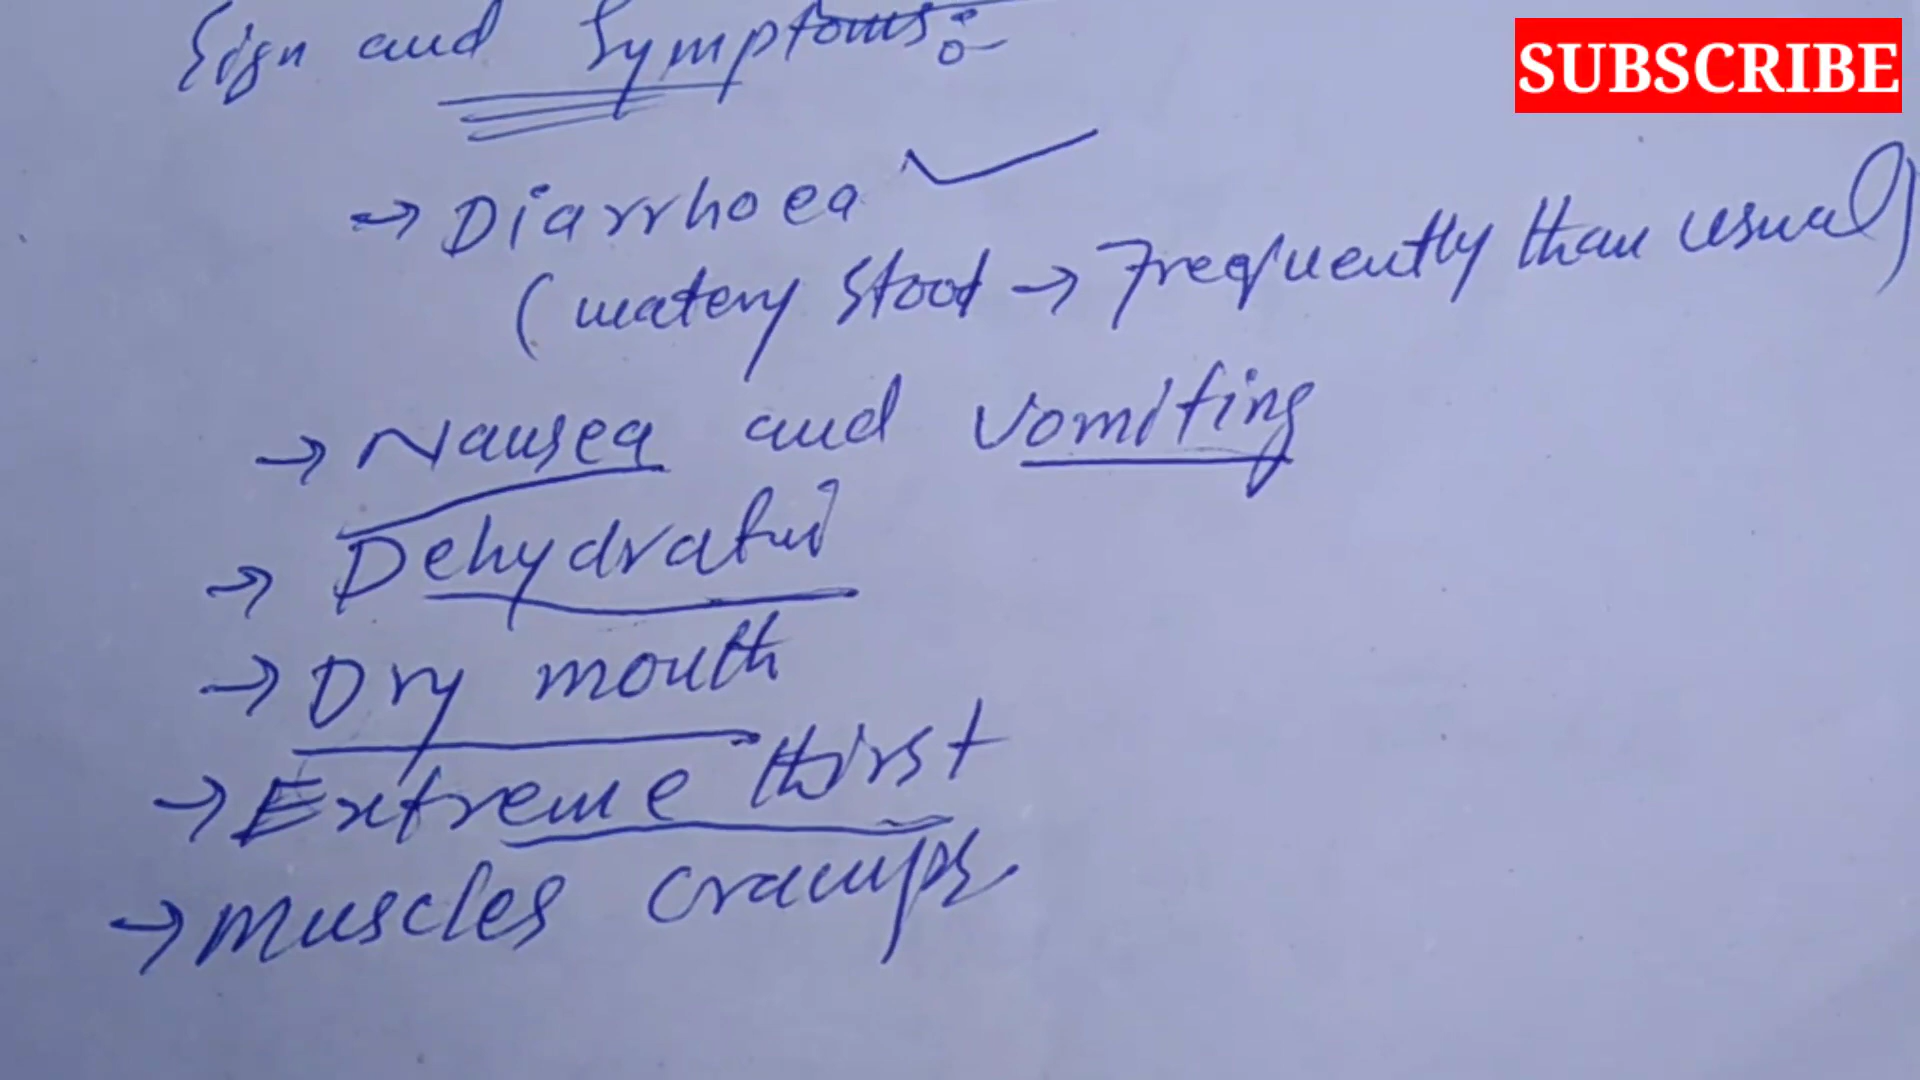 Sign and Symptoms:-
SUBSCRIBE
→ Diarrhoea ✓
(watery stool → Frequently than usual)
→ Nausea and vomiting
→ Dehydration
→ Dry mouth
→ Extreme thirst
→ Muscles cramps